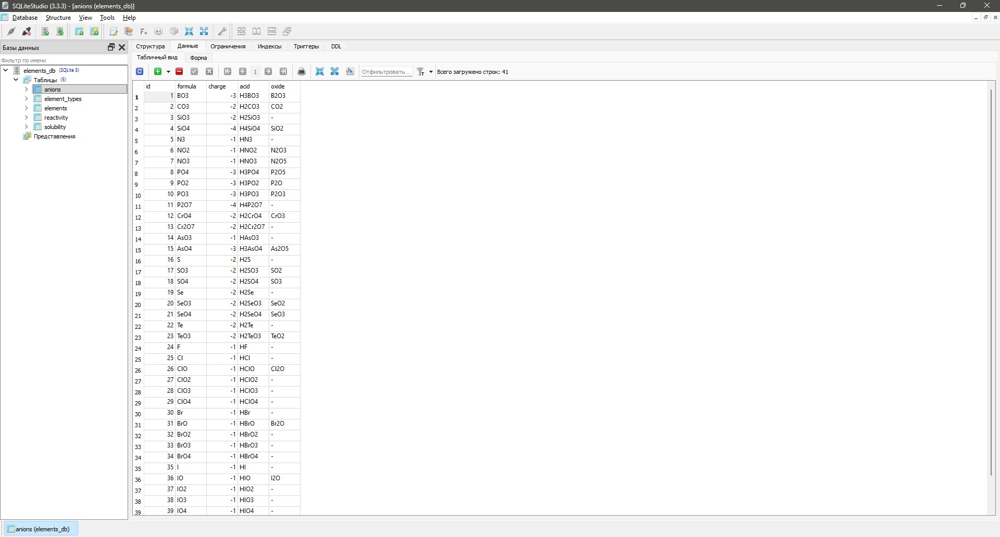 SQLiteStudio (3.3.3) - [anions (elements_db)]
Database Structure View Tools Help
Базы данных
Фильтр по имени
elements_db (SQLite 3)
Таблицы (5)
anions
element_types
elements
reactivity
solubility
Представления
Структура Данные Ограничения Индексы Триггеры DDL
Табличный вид Форма
1 Отфильтровать... Всего загружено строк: 41
id formula charge acid oxide
1 1 BO3 -3 H3BO3 B2O3
2 2 CO3 -2 H2CO3 CO2
3 3 SiO3 -2 H2SiO3 -
4 4 SiO4 -4 H4SiO4 SiO2
5 5 N3 -1 HN3 -
6 6 NO2 -1 HNO2 N2O3
7 7 NO3 -1 HNO3 N2O5
8 8 PO4 -3 H3PO4 P2O5
9 9 PO2 -3 H3PO2 P2O
10 10 PO3 -3 H3PO3 P2O3
11 11 P2O7 -4 H4P2O7 -
12 12 CrO4 -2 H2CrO4 CrO3
13 13 Cr2O7 -2 H2Cr2O7 -
14 14 AsO3 -1 HAsO3 -
15 15 AsO4 -3 H3AsO4 As2O5
16 16 S -2 H2S -
17 17 SO3 -2 H2SO3 SO2
18 18 SO4 -2 H2SO4 SO3
19 19 Se -2 H2Se -
20 20 SeO3 -2 H2SeO3 SeO2
21 21 SeO4 -2 H2SeO4 SeO3
22 22 Te -2 H2Te -
23 23 TeO3 -2 H2TeO3 TeO2
24 24 F -1 HF -
25 25 Cl -1 HCl -
26 26 ClO -1 HClO Cl2O
27 27 ClO2 -1 HClO2 -
28 28 ClO3 -1 HClO3 -
29 29 ClO4 -1 HClO4 -
30 30 Br -1 HBr -
31 31 BrO -1 HBrO Br2O
32 32 BrO2 -1 HBrO2 -
33 33 BrO3 -1 HBrO3 -
34 34 BrO4 -1 HBrO4 -
35 35 I -1 HI -
36 36 IO -1 HIO I2O
37 37 IO2 -1 HIO2 -
38 38 IO3 -1 HIO3 -
39 39 IO4 -1 HIO4 -
anions (elements_db)